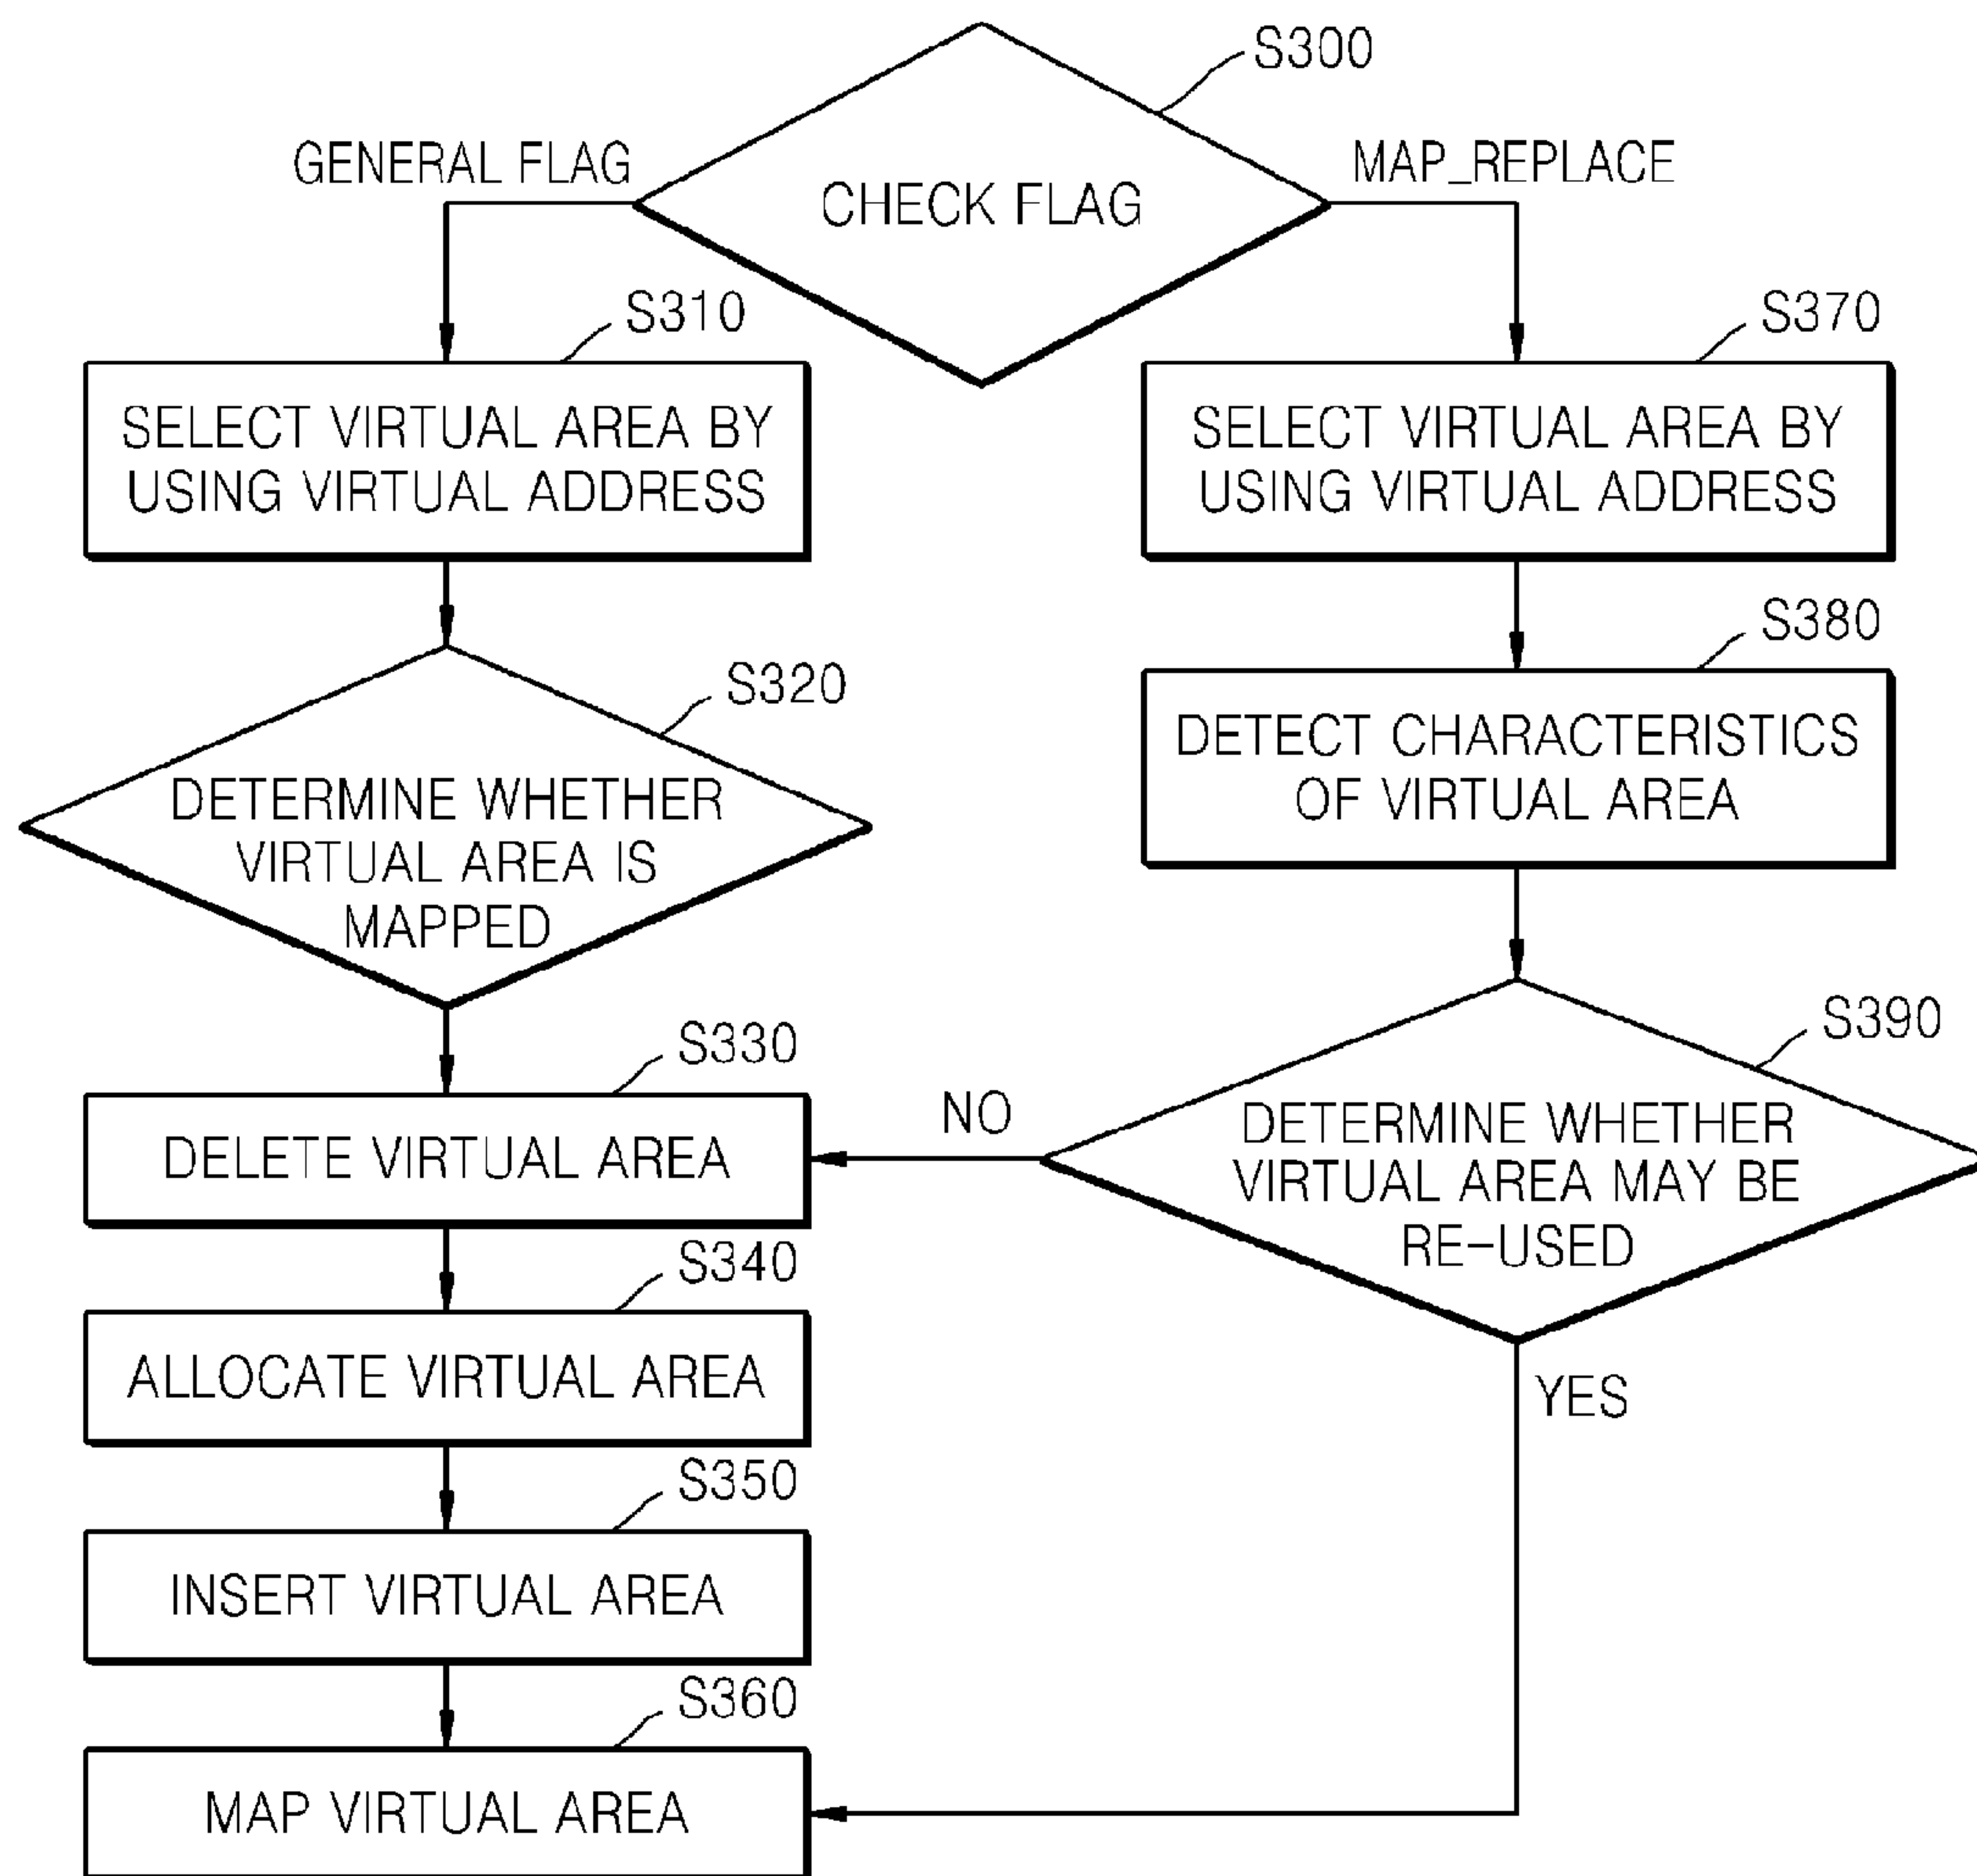 S300
GENERAL FLAG
MAP_REPLACE
CHECK FLAG
S310
S370
SELECT VIRTUAL AREA BY
USING VIRTUAL ADDRESS
SELECT VIRTUAL AREA BY
USING VIRTUAL ADDRESS
S320
S380
DETERMINE WHETHER
VIRTUAL AREA IS
MAPPED
DETECT CHARACTERISTICS
OF VIRTUAL AREA
S330
S390
DELETE VIRTUAL AREA
NO
DETERMINE WHETHER
VIRTUAL AREA MAY BE
RE-USED
S340
ALLOCATE VIRTUAL AREA
YES
S350
INSERT VIRTUAL AREA
S360
MAP VIRTUAL AREA